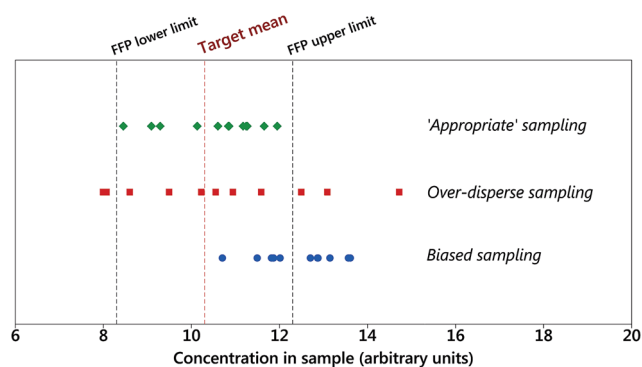 FFP lower limit
Target mean
FFP upper limit
'Appropriate' sampling
Over-disperse sampling
Biased sampling
6 8 10 12 14 16 18 20
Concentration in sample (arbitrary units)